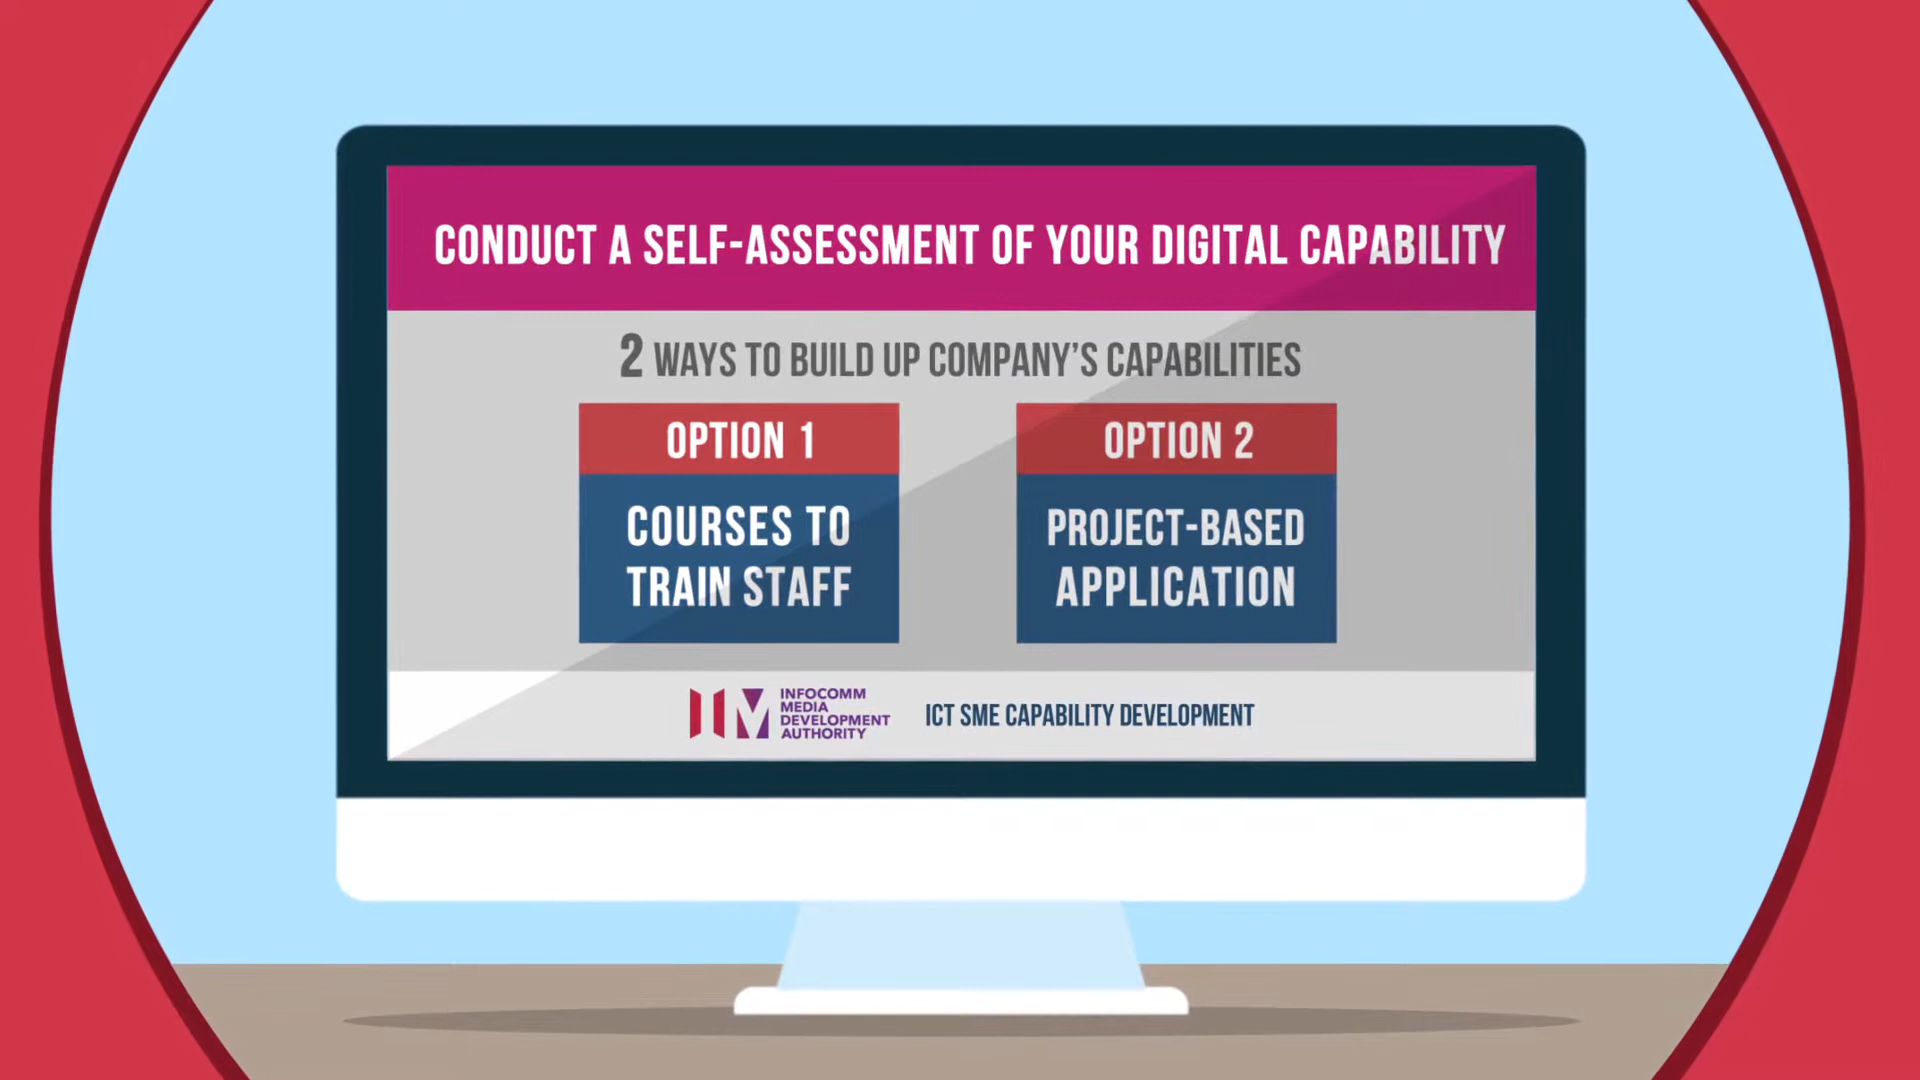 CONDUCT A SELF-ASSESSMENT OF YOUR DIGITAL CAPABILITY
2 WAYS TO BUILD UP COMPANY'S CAPABILITIES
OPTION 1
COURSES TO
TRAIN STAFF
OPTION 2
PROJECT-BASED
APPLICATION
INFOCOMM
MEDIA
DEVELOPMENT
AUTHORITY
ICT SME CAPABILITY DEVELOPMENT